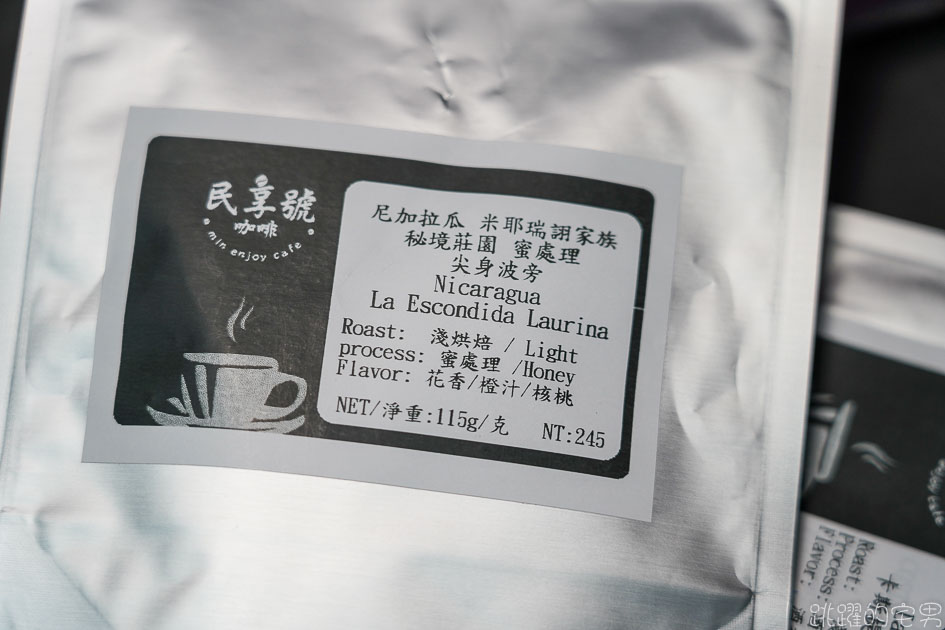 民享號
咖啡
min enjoy cafe
尼加拉瓜 米耶瑞詡家族
秘境莊園 蜜處理
尖身波旁
Nicaragua
La Escondida Laurina
Roast: 淺烘焙 / Light
process: 蜜處理 /Honey
Flavor: 花香/橙汁/核桃
NET/淨重:115g/克 NT:245
Roast:
Process:
Flavor:
跳躍的宅男